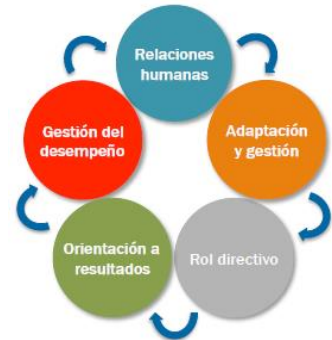 Relaciones
humanas
Adaptación
y gestión
Rol directivo
Orientación a
resultados
Gestión del
desempeño